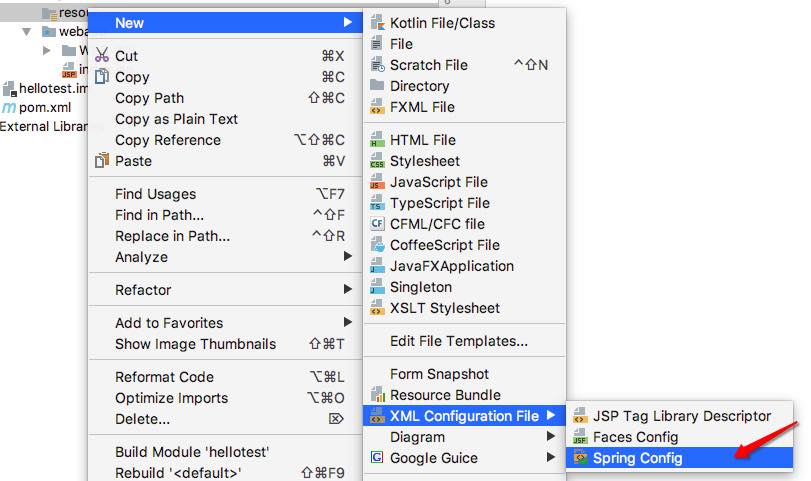 6
resou
weba
W
in
hellotest.im
pom.xml
External Librar
New
Cut ⌘X
Copy ⌘C
Copy Path ⇧⌘C
Copy as Plain Text
Copy Reference ⌥⇧⌘C
Paste ⌘V
Find Usages ⌥F7
Find in Path... ^⇧F
Replace in Path... ^⇧R
Analyze
Refactor
Add to Favorites
Show Image Thumbnails ⇧⌘T
Reformat Code ⌥⌘L
Optimize Imports ⌥⌘O
Delete... ⌦
Build Module 'hellotest'
Rebuild '<default>' ⇧⌘F9
Kotlin File/Class
File
Scratch File ^⇧N
Directory
FXML File
HTML File
Stylesheet
JavaScript File
TypeScript File
CFML/CFC file
CoffeeScript File
JavaFXApplication
Singleton
XSLT Stylesheet
Edit File Templates...
Form Snapshot
Resource Bundle
XML Configuration File
Diagram
Google Guice
JSP Tag Library Descriptor
Faces Config
Spring Config